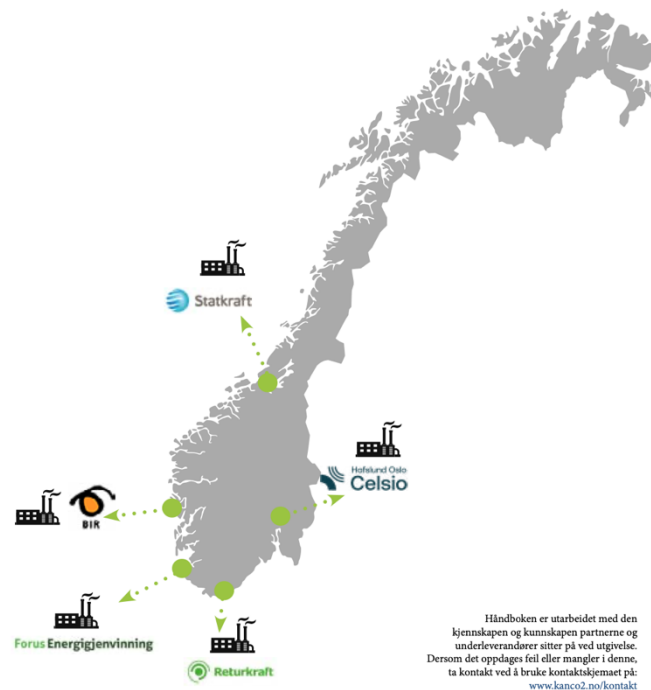 Statkraft
Hafslund Oslo
Celsio
BIR
Forus Energigjenvinning
Returkraft
Håndboken er utarbeidet med den
kjennskapen og kunnskapen partnerne og
underleverandører sitter på ved utgivelse.
Dersom det oppdages feil eller mangler i denne,
ta kontakt ved å bruke kontaktskjemaet på:
www.kanco2.no/kontakt